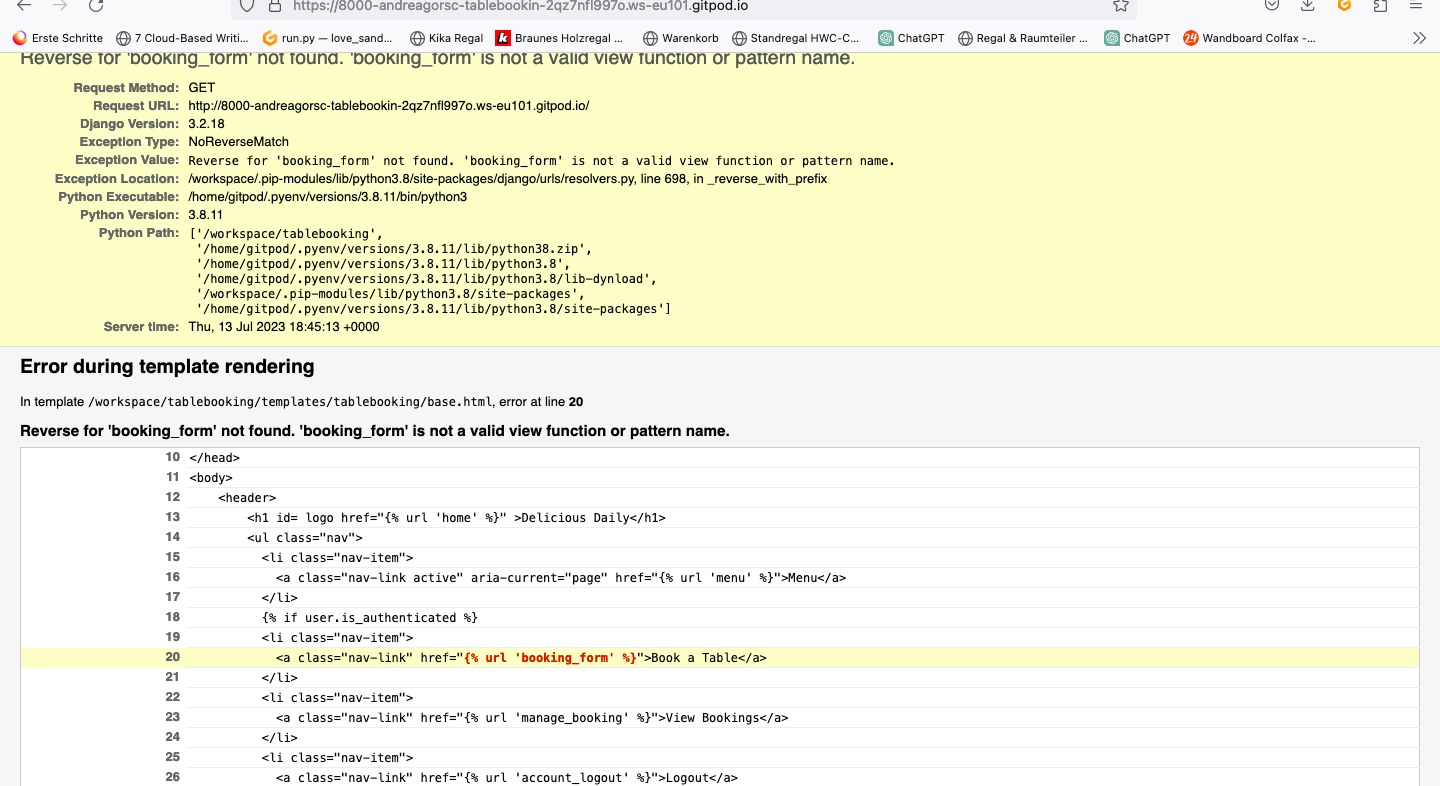 https://8000-andreagorsc-tablebookin-2qz7nfl997o.ws-eu101.gitpod.io
Erste Schritte 7 Cloud-Based Writi... run.py — love_sand... Kika Regal Braunes Holzregal ... Warenkorb Standregal HWC-C... ChatGPT Regal & Raumteiler ... ChatGPT Wandboard Colfax -...
Reverse for 'booking_form' not found. 'booking_form' is not a valid view function or pattern name.
Request Method: GET
Request URL: http://8000-andreagorsc-tablebookin-2qz7nfl997o.ws-eu101.gitpod.io/
Django Version: 3.2.18
Exception Type: NoReverseMatch
Exception Value: Reverse for 'booking_form' not found. 'booking_form' is not a valid view function or pattern name.
Exception Location: /workspace/.pip-modules/lib/python3.8/site-packages/django/urls/resolvers.py, line 698, in _reverse_with_prefix
Python Executable: /home/gitpod/.pyenv/versions/3.8.11/bin/python3
Python Version: 3.8.11
Python Path: ['/workspace/tablebooking',
'/home/gitpod/.pyenv/versions/3.8.11/lib/python38.zip',
'/home/gitpod/.pyenv/versions/3.8.11/lib/python3.8',
'/home/gitpod/.pyenv/versions/3.8.11/lib/python3.8/lib-dynload',
'/workspace/.pip-modules/lib/python3.8/site-packages',
'/home/gitpod/.pyenv/versions/3.8.11/lib/python3.8/site-packages']
Server time: Thu, 13 Jul 2023 18:45:13 +0000
Error during template rendering
In template /workspace/tablebooking/templates/tablebooking/base.html, error at line 20
Reverse for 'booking_form' not found. 'booking_form' is not a valid view function or pattern name.
10 </head>
11 <body>
12 <header>
13 <h1 id= logo href="{% url 'home' %}" >Delicious Daily</h1>
14 <ul class="nav">
15 <li class="nav-item">
16 <a class="nav-link active" aria-current="page" href="{% url 'menu' %}">Menu</a>
17 </li>
18 {% if user.is_authenticated %}
19 <li class="nav-item">
20 <a class="nav-link" href="{% url 'booking_form' %}">Book a Table</a>
21 </li>
22 <li class="nav-item">
23 <a class="nav-link" href="{% url 'manage_booking' %}">View Bookings</a>
24 </li>
25 <li class="nav-item">
26 <a class="nav-link" href="{% url 'account_logout' %}">Logout</a>